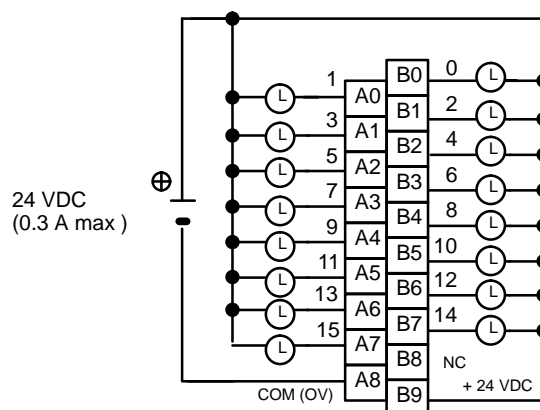 B0 0 L
1 L A0
B1 2 L
3 L A1
B2 4 L
5 L A2
B3 6 L
7 L A3
24 VDC
(0.3 A max )
B4 8 L
9 L A4
B5 10 L
11 L A5
B6 12 L
13 L A6
B7 14 L
15 L A7
B8 NC
COM (OV) A8
B9 + 24 VDC